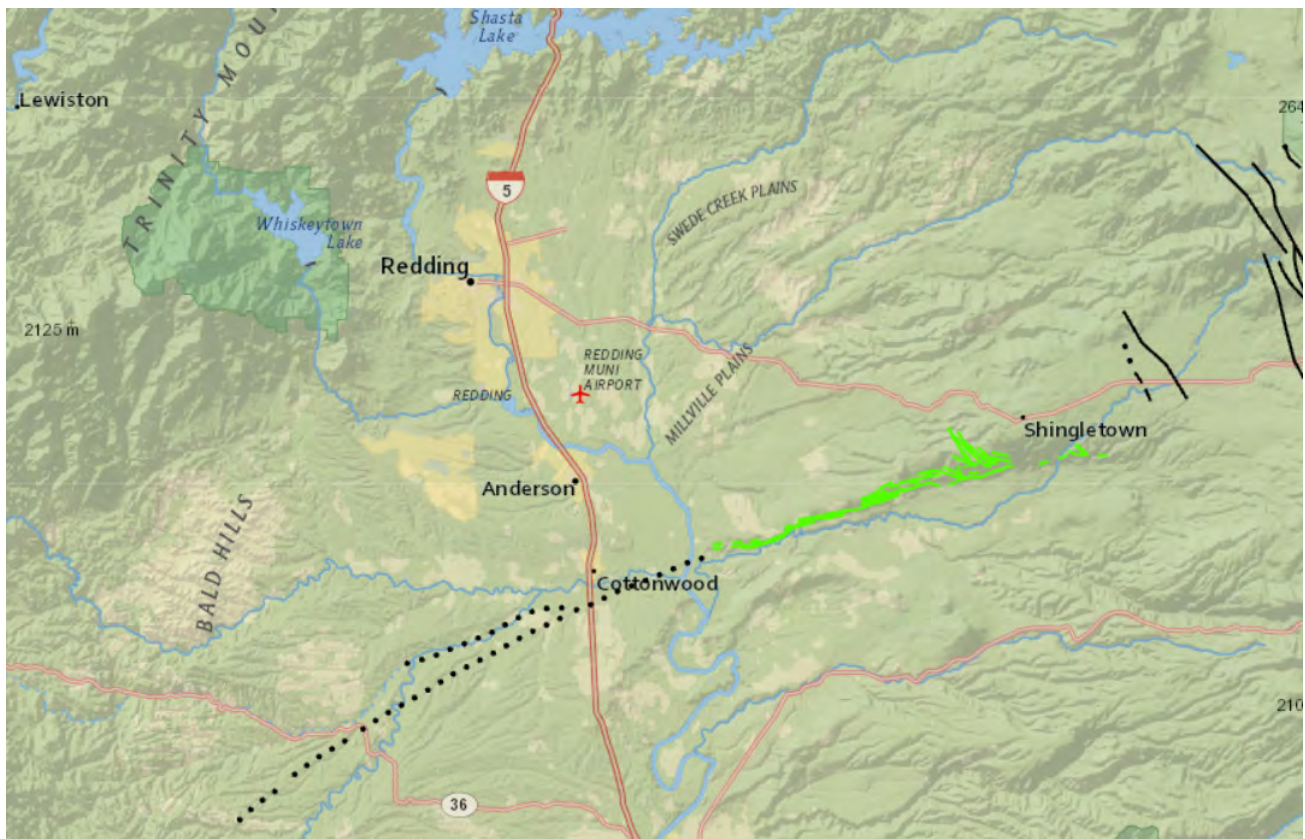 Shasta
Lake
Lewiston
264
TRINITY MOU
5
SWEDE CREEK PLAINS
Whiskeytown
Lake
Redding
2125 m
REDDING
MUNI
AIRPORT
REDDING
MILLVILLE PLAINS
Shingletown
Anderson
BALD HILLS
Cottonwood
210
36